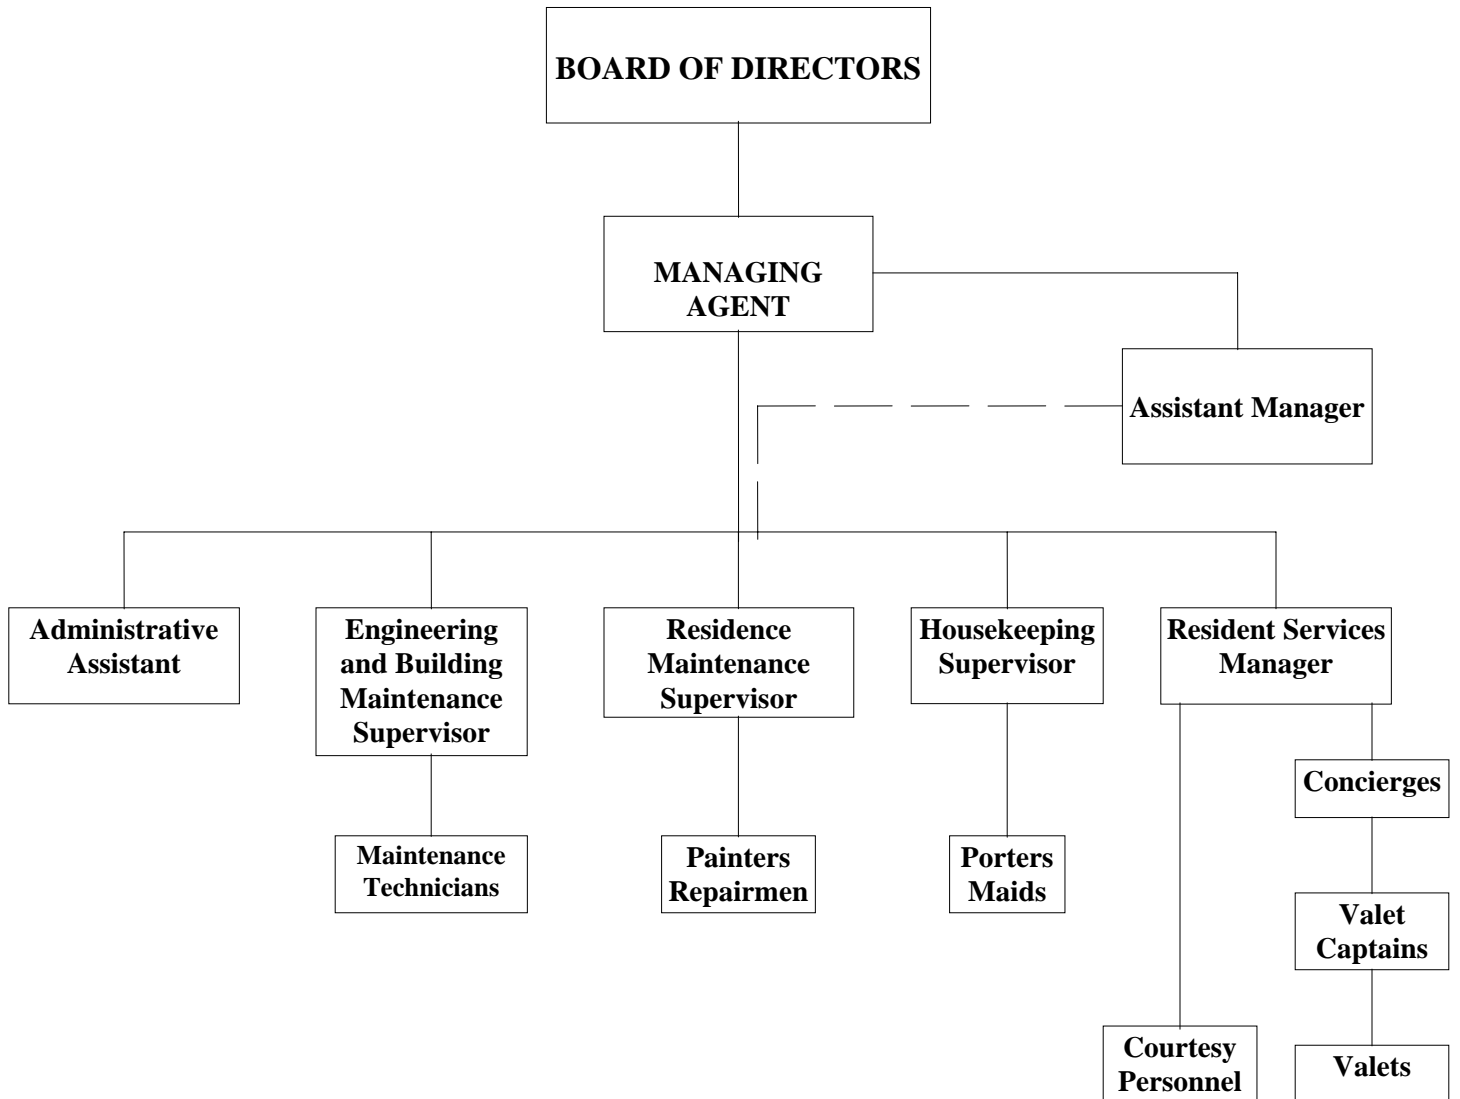 BOARD OF DIRECTORS
MANAGING
AGENT
Assistant Manager
Administrative
Assistant
Engineering
and Building
Maintenance
Supervisor
Residence
Maintenance
Supervisor
Housekeeping
Supervisor
Resident Services
Manager
Concierges
Maintenance
Technicians
Painters
Repairmen
Porters
Maids
Valet
Captains
Courtesy
Personnel
Valets